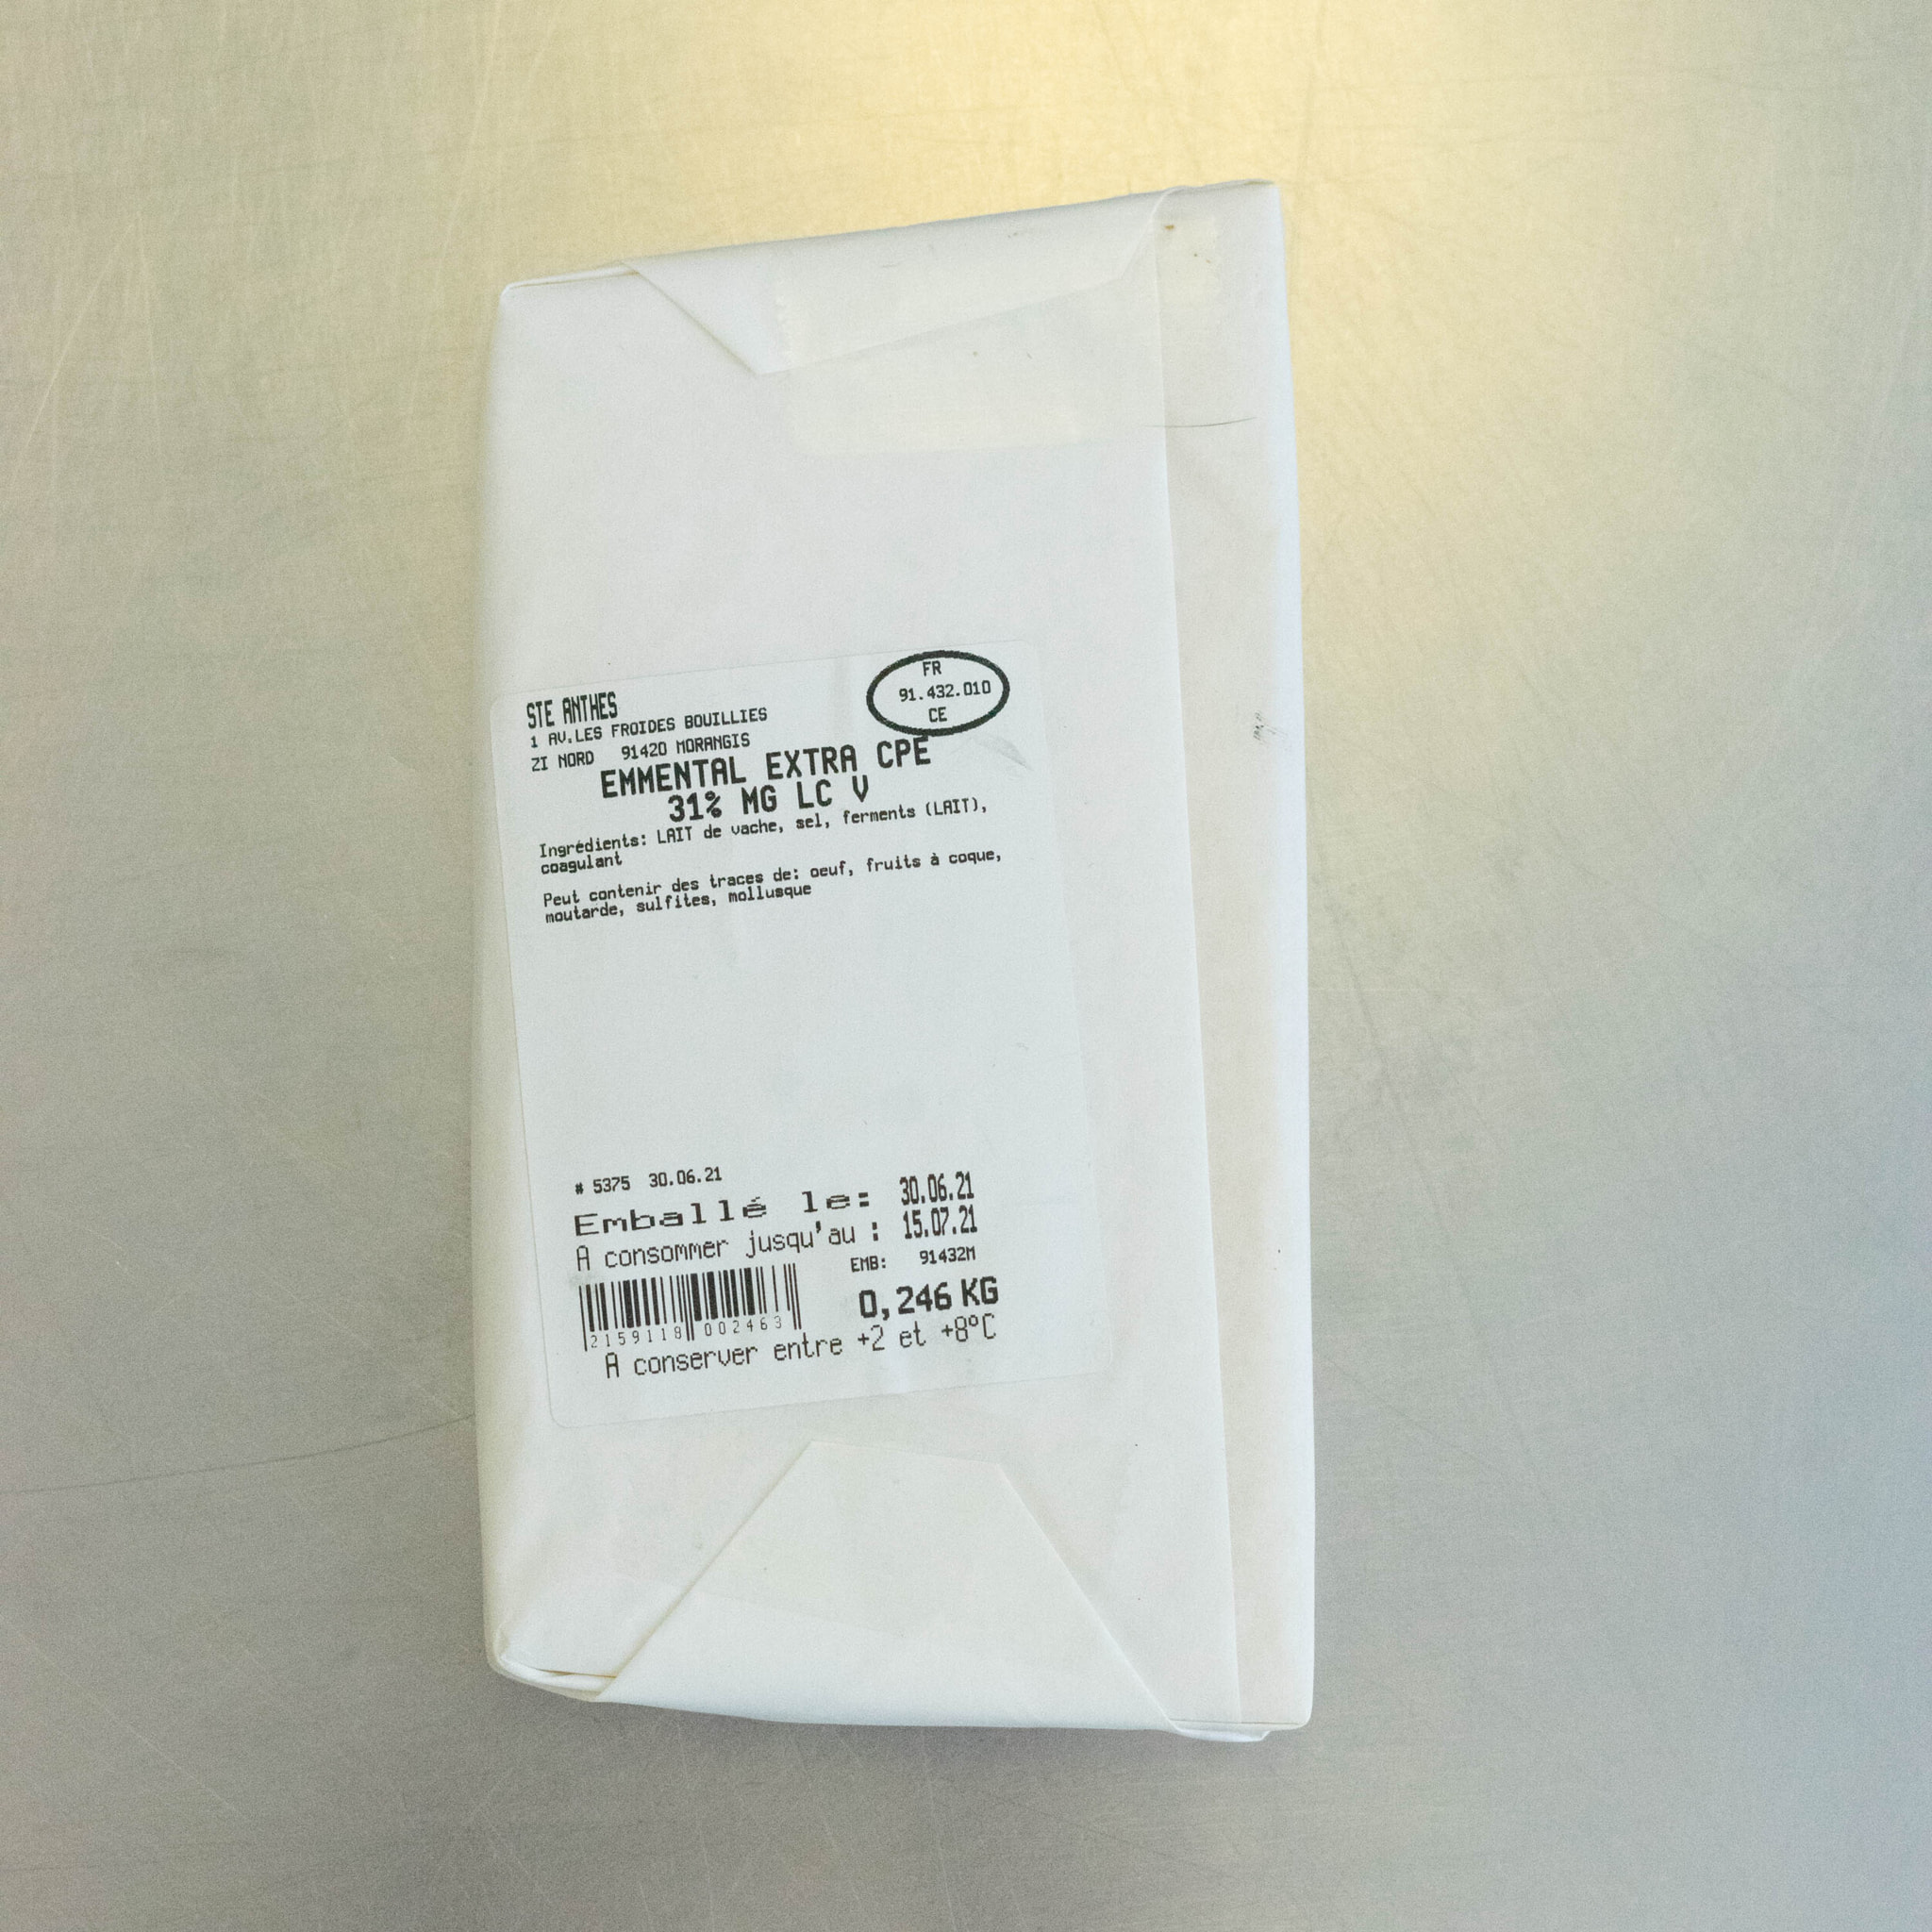 STE ANTHES
1 AV.LES FROIDES BOUILLIES
ZI NORD 91420 MORANGIS
FR
91.432.010
CE
EMMENTAL EXTRA CPE
31% MG LC V
Ingrédients: LAIT de vache, sel, ferments (LAIT),
coagulant
Peut contenir des traces de: oeuf, fruits à coque,
moutarde, sulfites, mollusque
# 5375 30.06.21
Emballé le: 30.06.21
A consommer jusqu'au : 15.07.21
EMB: 91432M
0,246 KG
2159118 002463
A conserver entre +2 et +8°C